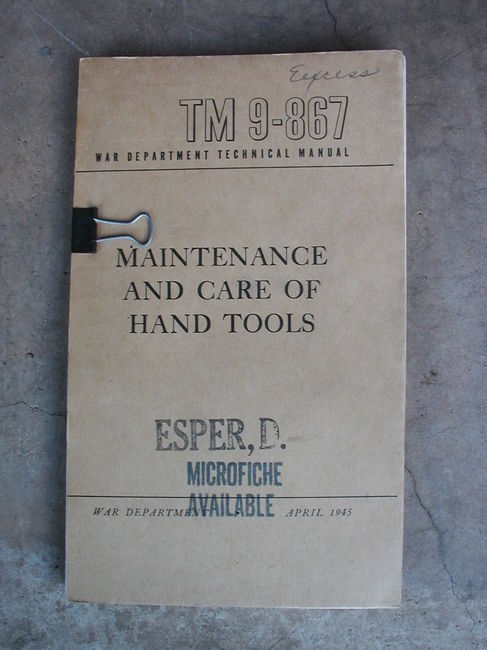 Excess
TM 9-867
WAR DEPARTMENT TECHNICAL MANUAL
MAINTENANCE
AND CARE OF
HAND TOOLS
ESPER, D.
MICROFICHE
AVAILABLE
WAR DEPARTMENT APRIL 1945